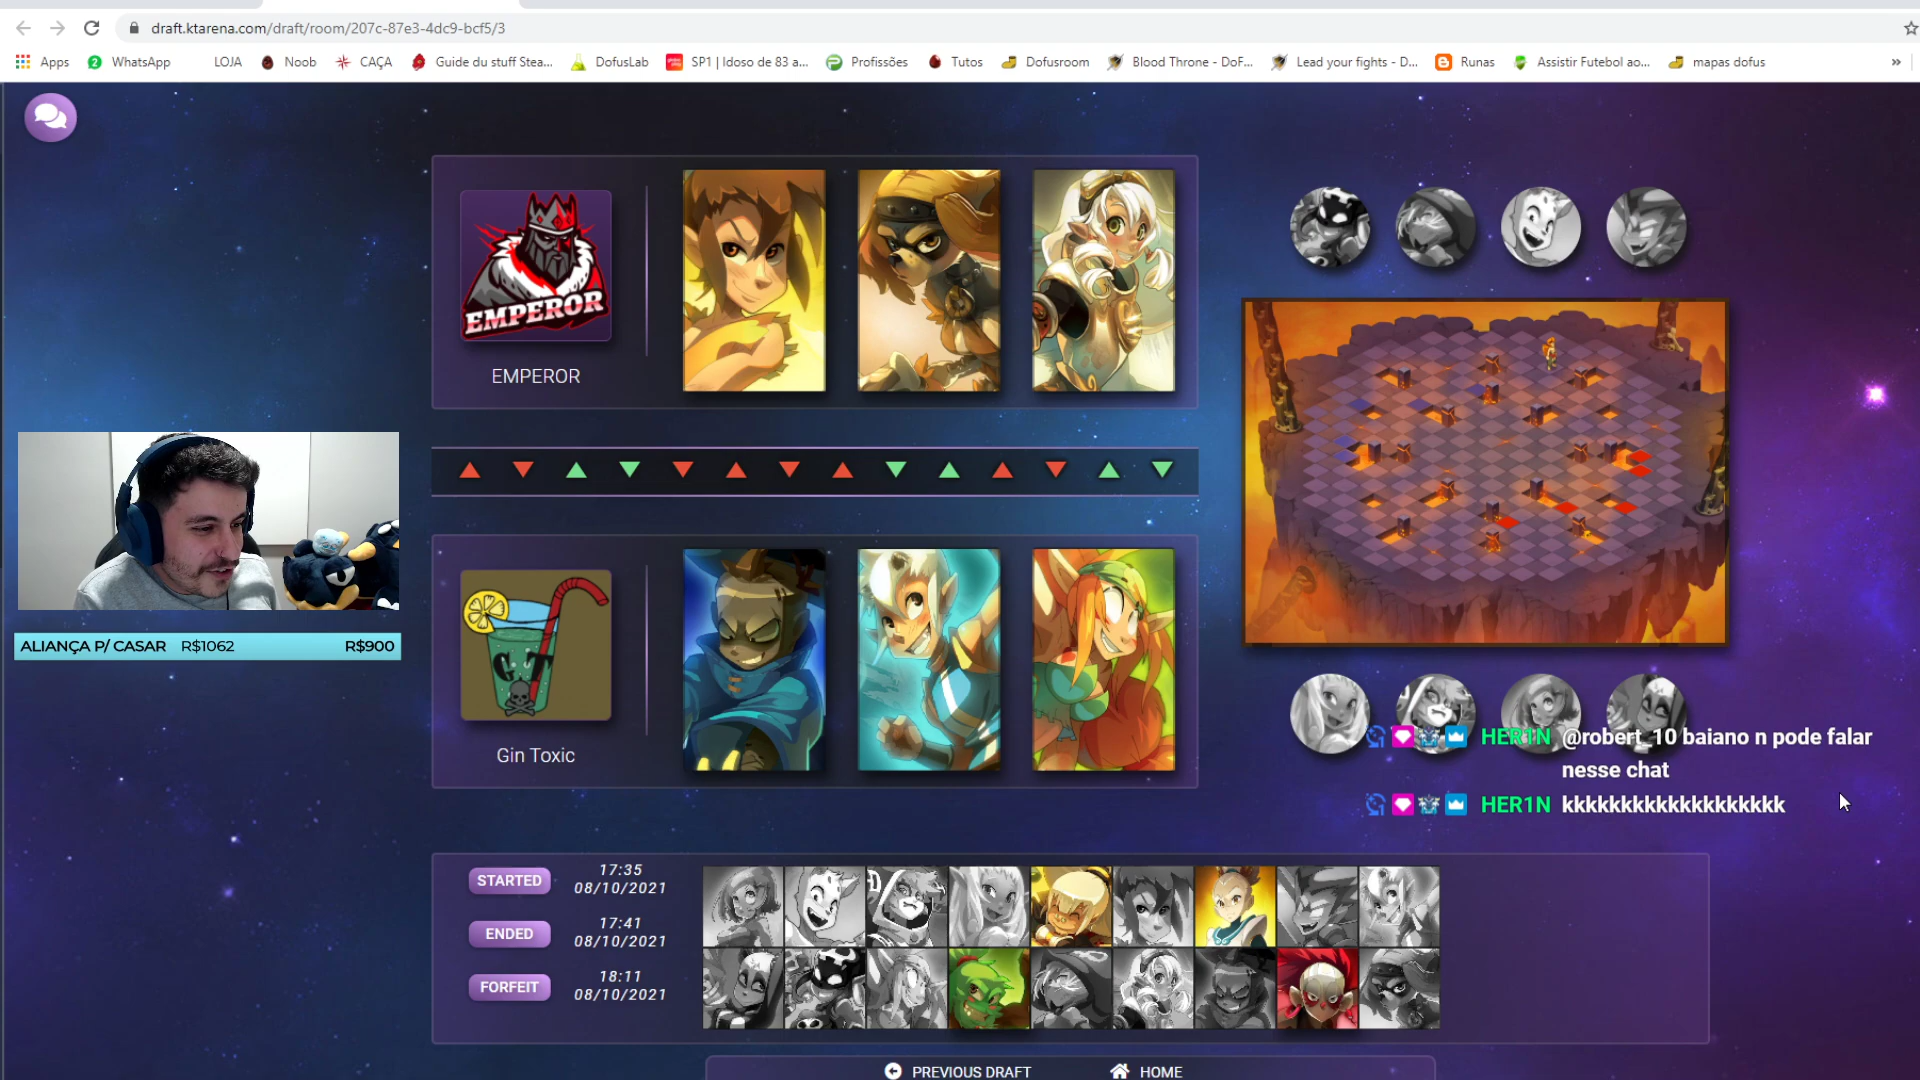 draft.ktarena.com/draft/room/207c-87e3-4dc9-bcf5/3
Apps
2
WhatsApp
LOJA
Noob
CAÇA
Guide du stuff Stea...
DofusLab
SP1 | Idoso de 83 a...
Profissões
Tutos
Dofusroom
Blood Throne - DoF...
Lead your fights - D...
Runas
Assistir Futebol ao...
mapas dofus
»
EMPEROR
EMPEROR
ALIANÇA P/ CASAR R$1062 R$900
G T
Gin Toxic
HER1N @robert_10 baiano n pode falar
nesse chat
HER1N kkkkkkkkkkkkkkkkkkk
STARTED
17:35
08/10/2021
ENDED
17:41
08/10/2021
FORFEIT
18:11
08/10/2021
PREVIOUS DRAFT
HOME